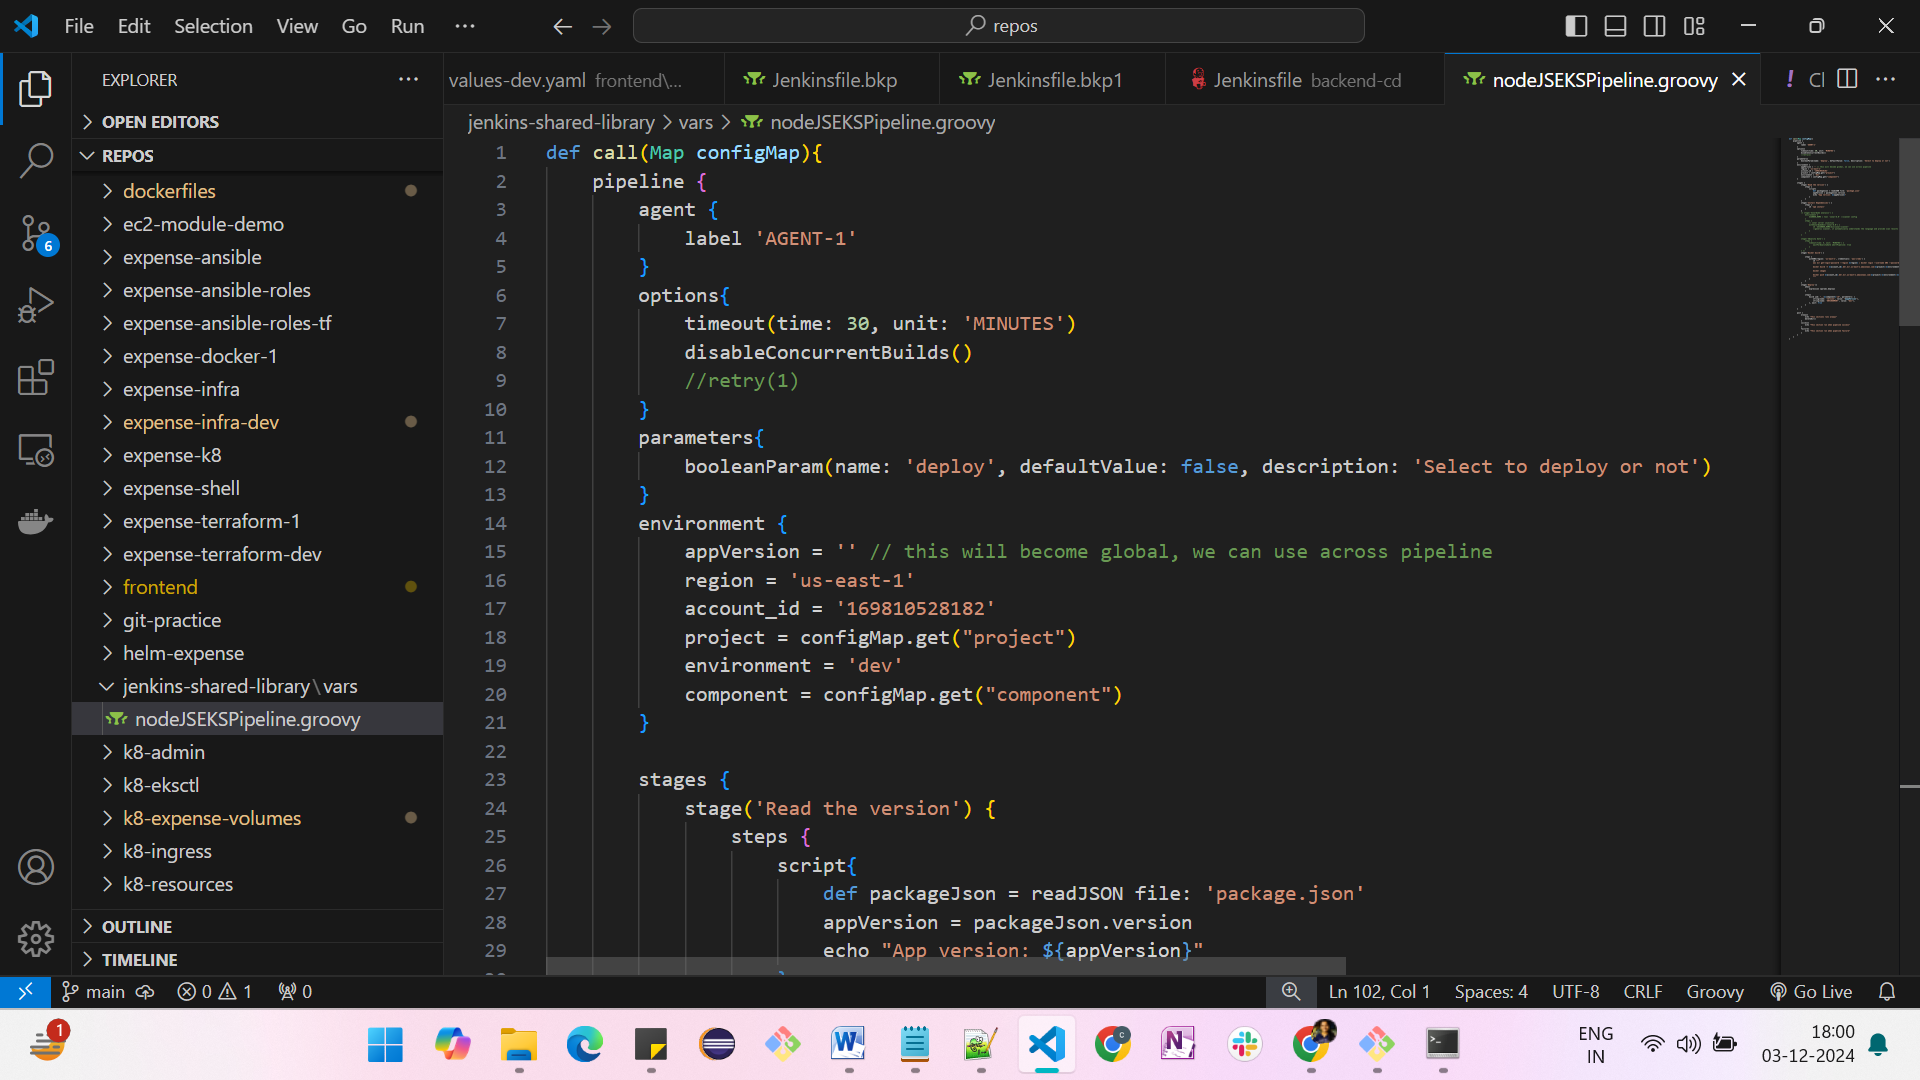 File Edit Selection View Go Run ··· repos
EXPLORER ···
OPEN EDITORS
REPOS
dockerfiles
ec2-module-demo
expense-ansible
expense-ansible-roles
expense-ansible-roles-tf
expense-docker-1
expense-infra
expense-infra-dev
expense-k8
expense-shell
expense-terraform-1
expense-terraform-dev
frontend
git-practice
helm-expense
jenkins-shared-library\vars
nodeJSEKSPipeline.groovy
k8-admin
k8-eksctl
k8-expense-volumes
k8-ingress
k8-resources
OUTLINE
TIMELINE
6
values-dev.yaml frontend\... Jenkinsfile.bkp Jenkinsfile.bkp1 Jenkinsfile backend-cd nodeJSEKSPipeline.groovy ! CI ···
jenkins-shared-library > vars > nodeJSEKSPipeline.groovy
1 def call(Map configMap){
2 pipeline {
3 agent {
4 label 'AGENT-1'
5 }
6 options{
7 timeout(time: 30, unit: 'MINUTES')
8 disableConcurrentBuilds()
9 //retry(1)
10 }
11 parameters{
12 booleanParam(name: 'deploy', defaultValue: false, description: 'Select to deploy or not')
13 }
14 environment {
15 appVersion = '' // this will become global, we can use across pipeline
16 region = 'us-east-1'
17 account_id = '169810528182'
18 project = configMap.get("project")
19 environment = 'dev'
20 component = configMap.get("component")
21 }
22
23 stages {
24 stage('Read the version') {
25 steps {
26 script{
27 def packageJson = readJSON file: 'package.json'
28 appVersion = packageJson.version
29 echo "App version: ${appVersion}"
main 0 1 0 Ln 102, Col 1 Spaces: 4 UTF-8 CRLF Groovy Go Live
1
ENG
IN
18:00
03-12-2024